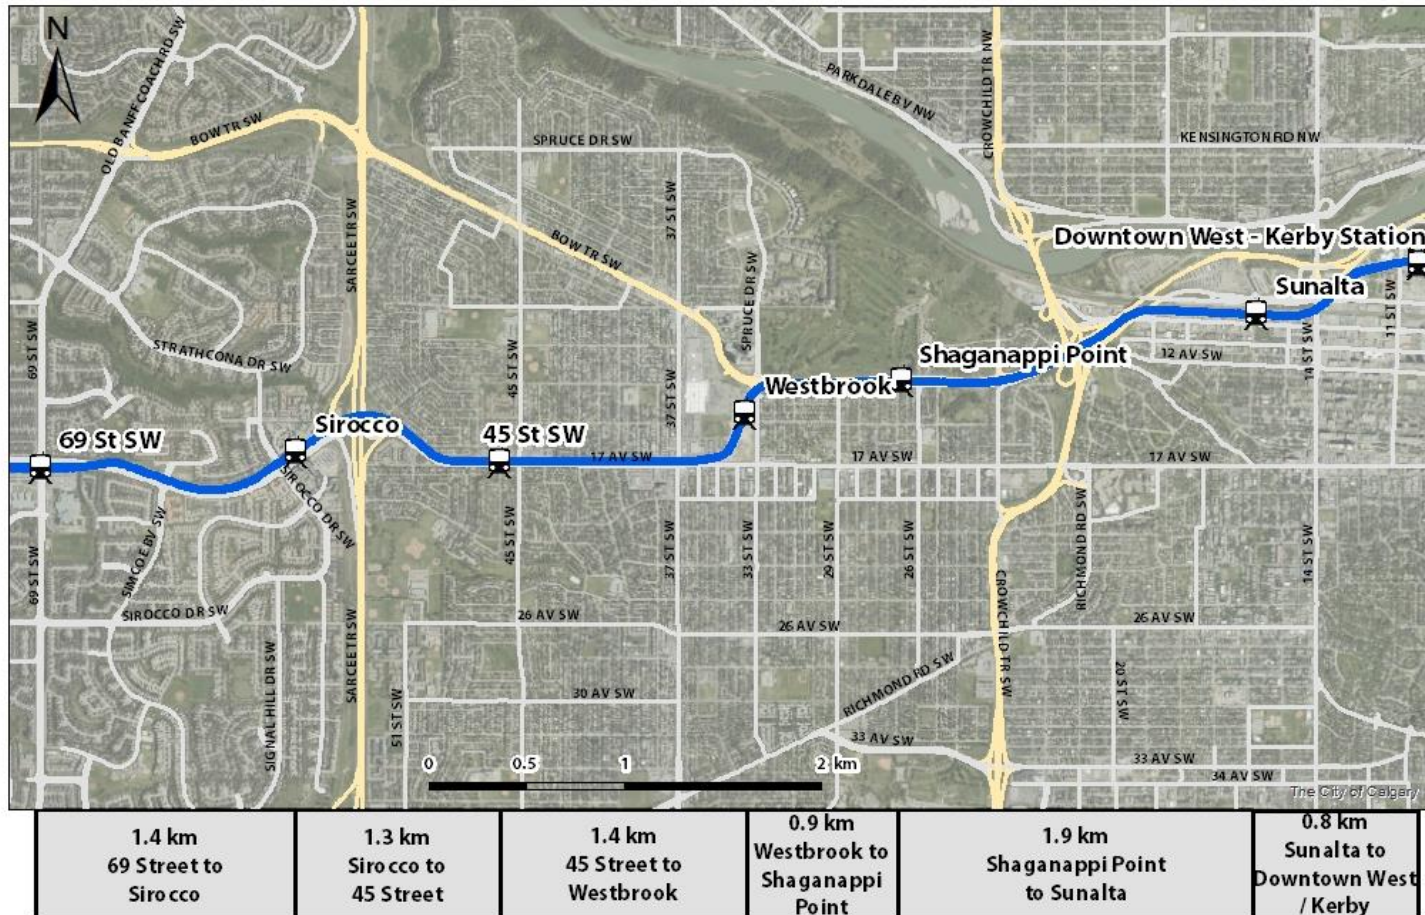 N
OLD BANFF COACH RD SW
BOW TR SW
SARCEE TR SW
SPRUCE DR SW
37 ST SW
BOW TR SW
SPRUCE DR SW
PARKDALE BV NW
CROWCHILD TR NW
KENSINGTON RD NW
Downtown West - Kerby Station
Sunalta
11 ST SW
69 ST SW
STRATHCONA DR SW
45 ST SW
37 ST SW
Shaganappi Point
12 AV SW
14 ST SW
Westbrook
69 St SW
Sirocco
45 St SW
17 AV SW
17 AV SW
17 AV SW
SIROCCO DR SW
SIMCOE BV SW
69 ST SW
45 ST SW
37 ST SW
33 ST SW
29 ST SW
26 ST SW
CROWCHILD TR SW
RICHMOND RD SW
14 ST SW
SIROCCO DR SW
SARCEE TR SW
SIGNAL HILL DR SW
26 AV SW
26 AV SW
26 AV SW
51 ST SW
30 AV SW
RICHMOND RD SW
20 ST SW
33 AV SW
33 AV SW
34 AV SW
0 0.5 1 2 km
The City of Calgary
1.4 km
69 Street to
Sirocco
1.3 km
Sirocco to
45 Street
1.4 km
45 Street to
Westbrook
0.9 km
Westbrook to
Shaganappi
Point
1.9 km
Shaganappi Point
to Sunalta
0.8 km
Sunalta to
Downtown West
/ Kerby